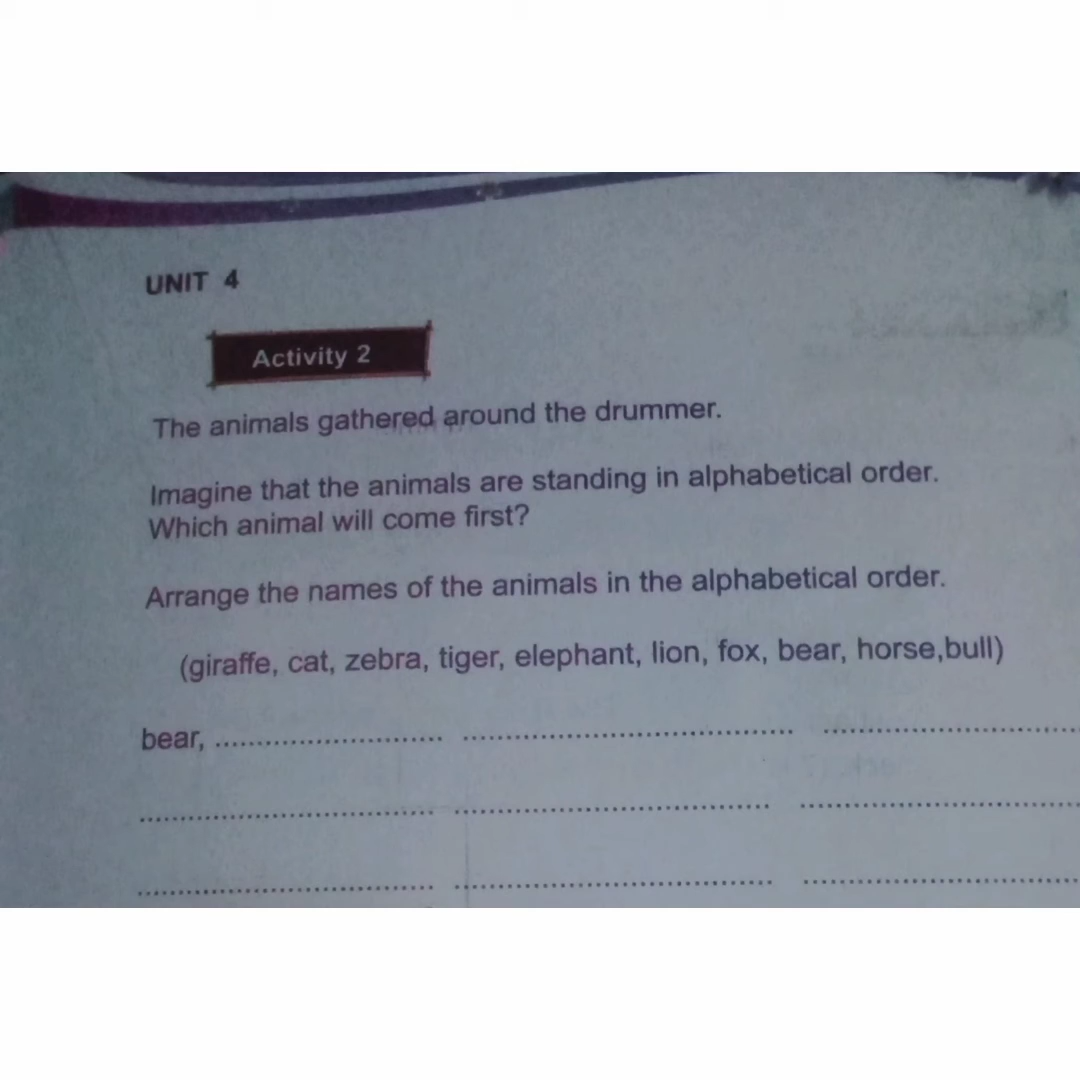 UNIT 4
Activity 2
The animals gathered around the drummer.
Imagine that the animals are standing in alphabetical order.
Which animal will come first?
Arrange the names of the animals in the alphabetical order.
(giraffe, cat, zebra, tiger, elephant, lion, fox, bear, horse,bull)
bear, ............................ ........................................ ................................
.................................... ...................................... ..................................
.................................... ...................................... ..................................